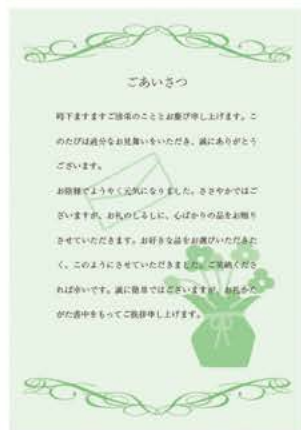 ごあいさつ
時下ますますご清栄のこととお慶び申し上げます。こ
のたびは過分なお見舞いをいただき、誠にありがとう
ございます。
お陰様でようやく元気になりました。ささやかではご
ざいますが、お礼のしるしに、心ばかりの品をお贈り
させていただきます。お好きな品をお選びいただきた
く、このようにさせていただきました。ご笑納くださ
れば幸いです。誠に簡単ではございますが、お礼かた
がた書中をもってご挨拶申し上げます。